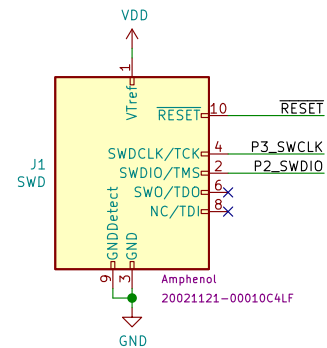 VDD
1
VTref
RESET
10
RESET
SWDCLK/TCK
4
P3_SWCLK
J1
SWD
SWDIO/TMS
2
P2_SWDIO
SWO/TDO
6
NC/TDI
8
GNDDetect
GND
9
3
Amphenol
20021121-00010C4LF
GND